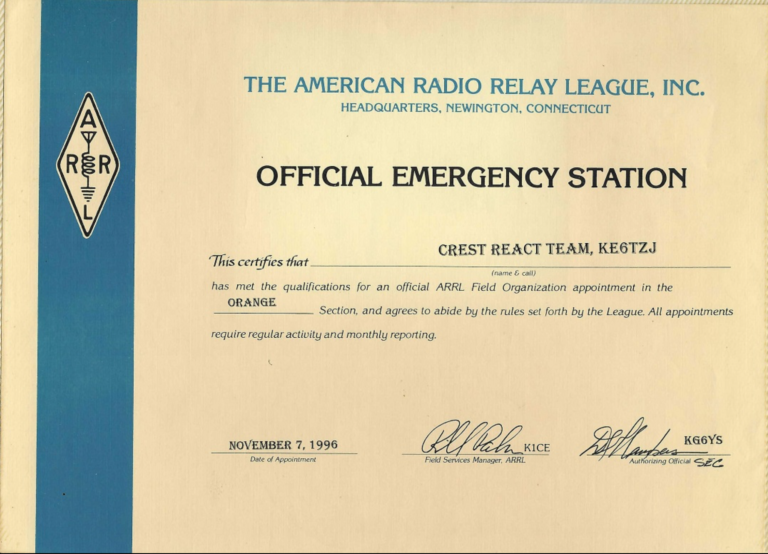 THE AMERICAN RADIO RELAY LEAGUE, INC.
HEADQUARTERS, NEWINGTON, CONNECTICUT
A
R R
L
OFFICIAL EMERGENCY STATION
This certifies that CREST REACT TEAM, KE6TZJ
(name & call)
has met the qualifications for an official ARRL Field Organization appointment in the
ORANGE Section, and agrees to abide by the rules set forth by the League. All appointments
require regular activity and monthly reporting.
NOVEMBER 7, 1996 K1CE KG6YS
Date of Appointment Field Services Manager, ARRL Authorizing Official SEC